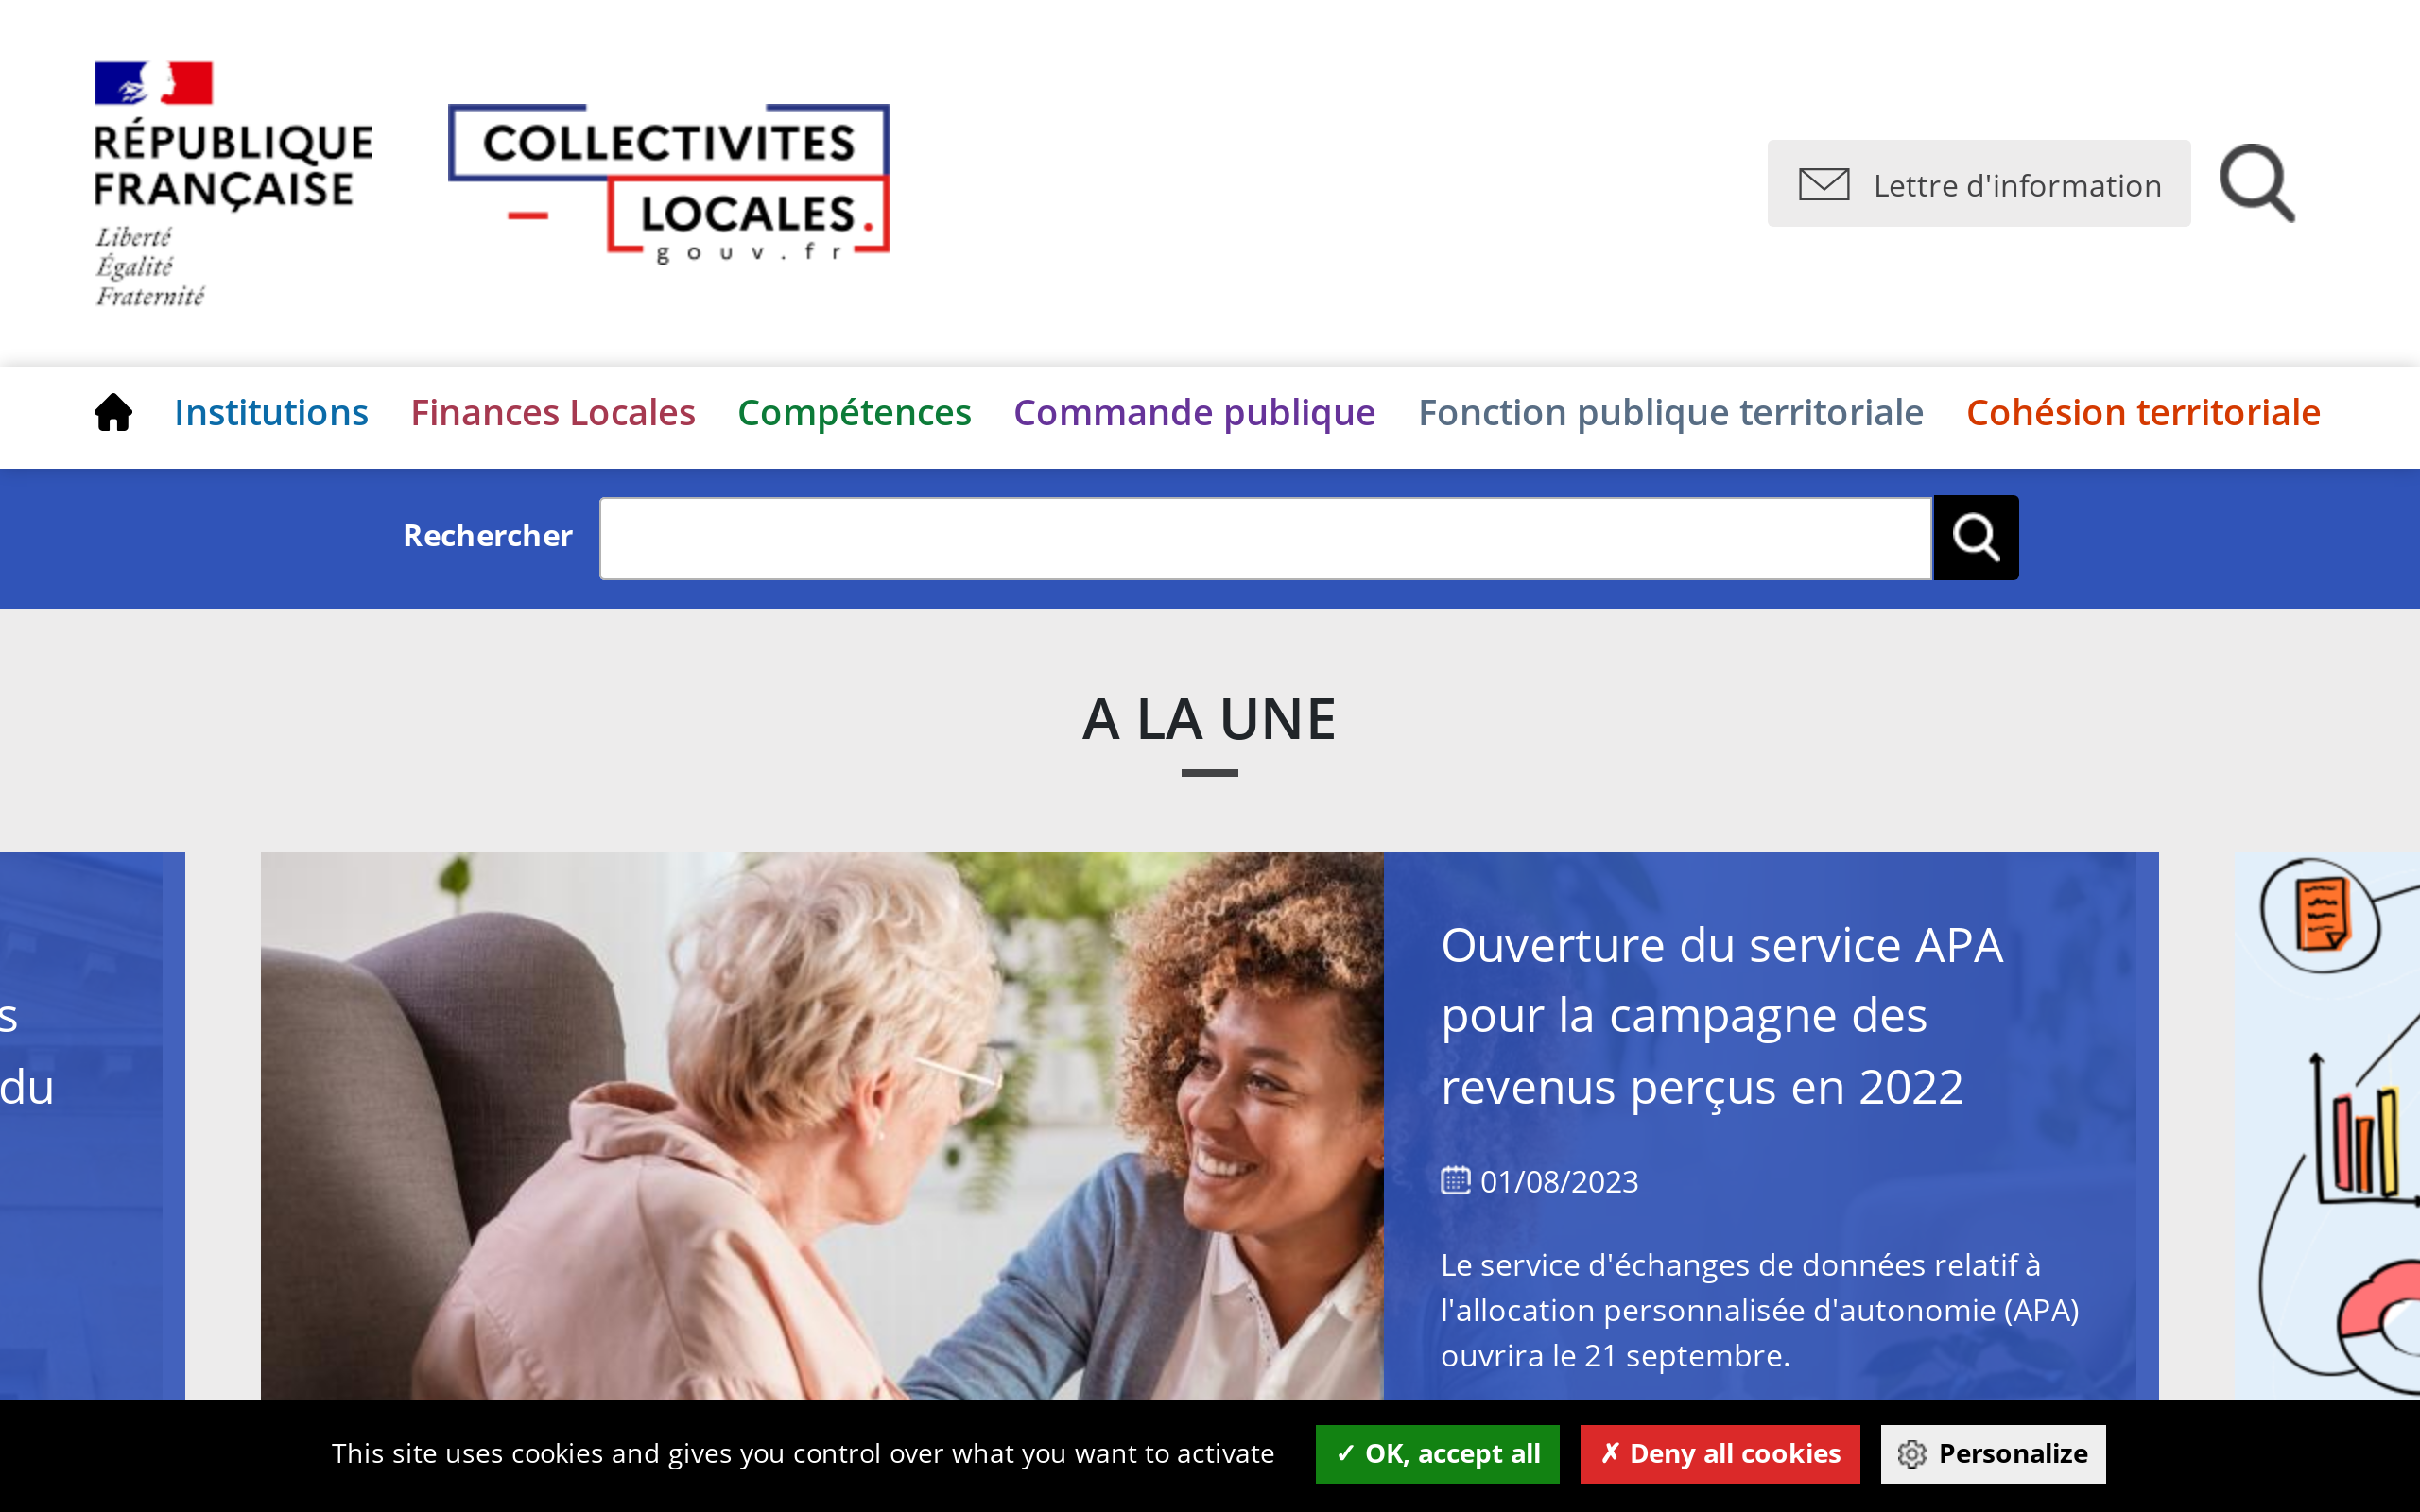 RÉPUBLIQUE
FRANÇAISE
Liberté
Égalité
Fraternité
COLLECTIVITES
LOCALES.
gouv.fr
Lettre d'information
Institutions Finances Locales Compétences Commande publique Fonction publique territoriale Cohésion territoriale
Rechercher
A LA UNE
s
du
Ouverture du service APA
pour la campagne des
revenus perçus en 2022
01/08/2023
Le service d'échanges de données relatif à
l'allocation personnalisée d'autonomie (APA)
ouvrira le 21 septembre.
This site uses cookies and gives you control over what you want to activate
✓ OK, accept all
✗ Deny all cookies
Personalize